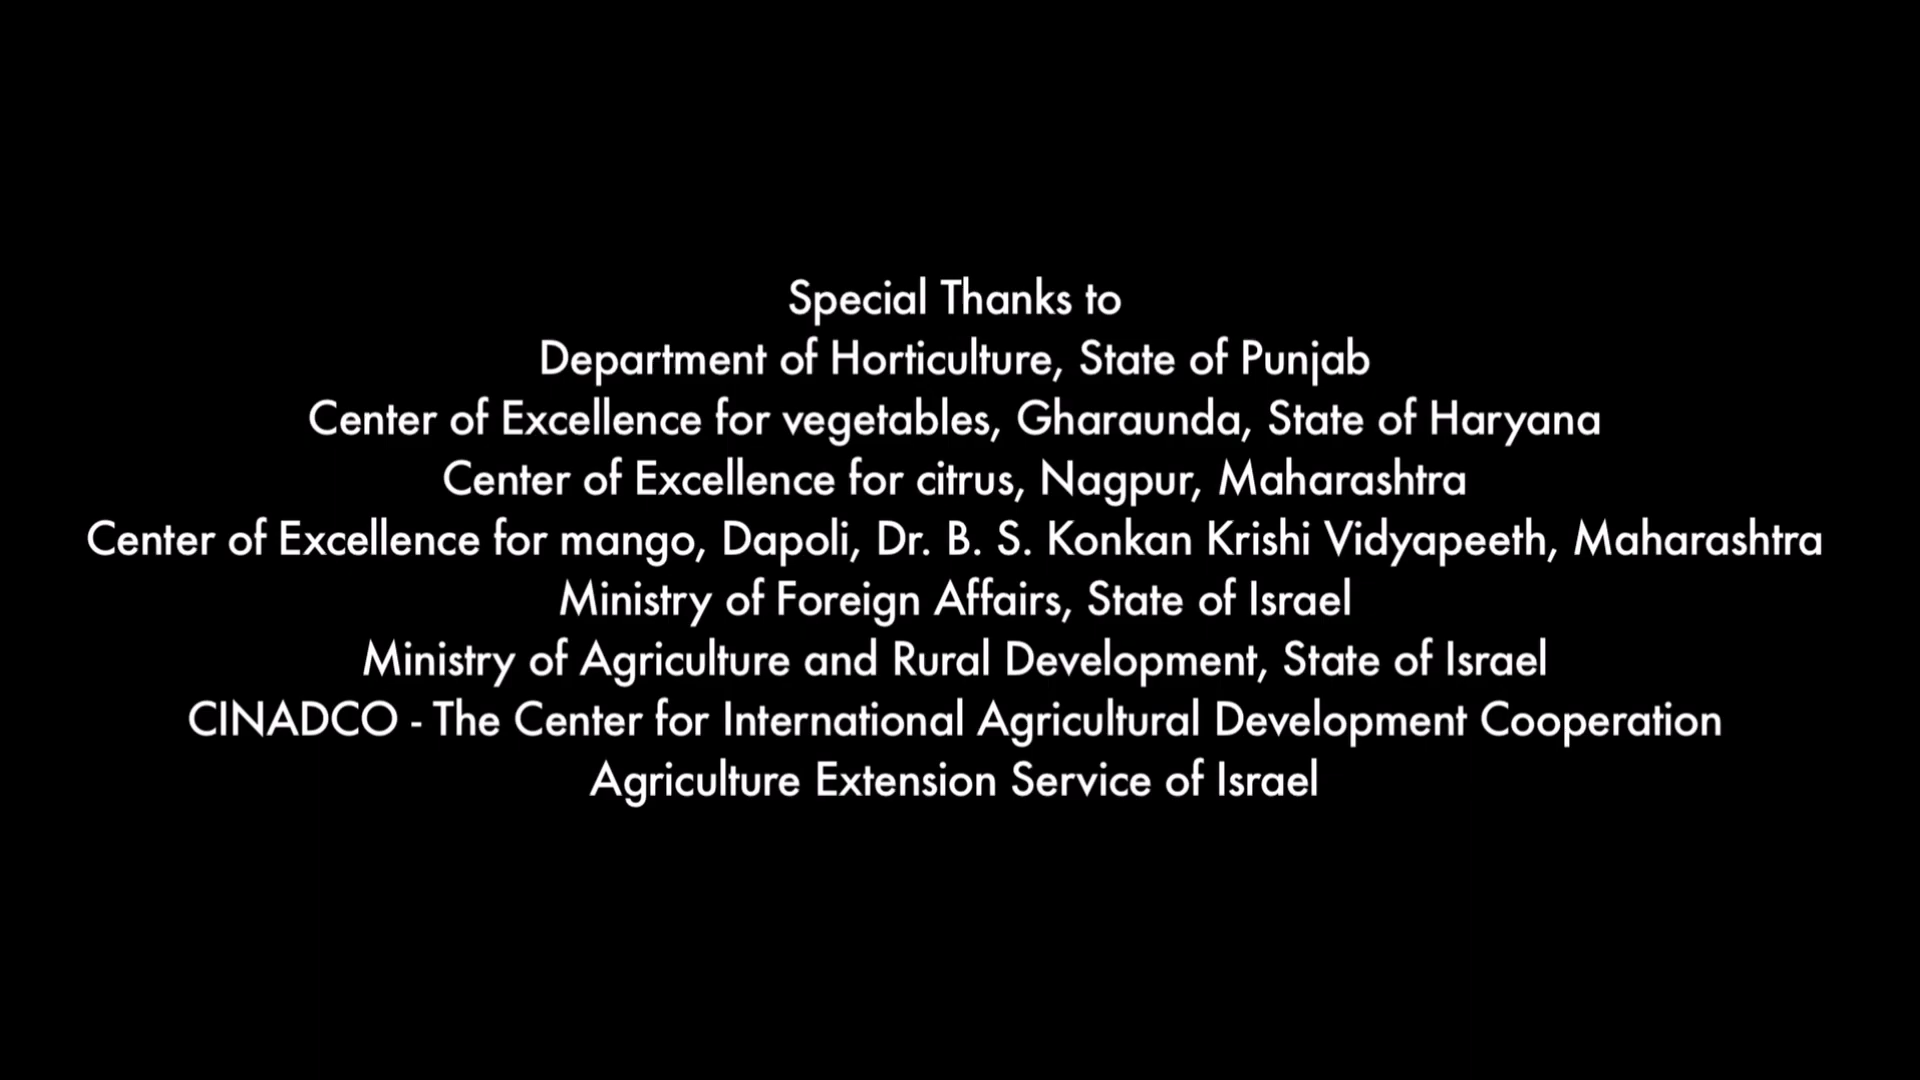 Special Thanks to
Department of Horticulture, State of Punjab
Center of Excellence for vegetables, Gharaunda, State of Haryana
Center of Excellence for citrus, Nagpur, Maharashtra
Center of Excellence for mango, Dapoli, Dr. B. S. Konkan Krishi Vidyapeeth, Maharashtra
Ministry of Foreign Affairs, State of Israel
Ministry of Agriculture and Rural Development, State of Israel
CINADCO - The Center for International Agricultural Development Cooperation
Agriculture Extension Service of Israel